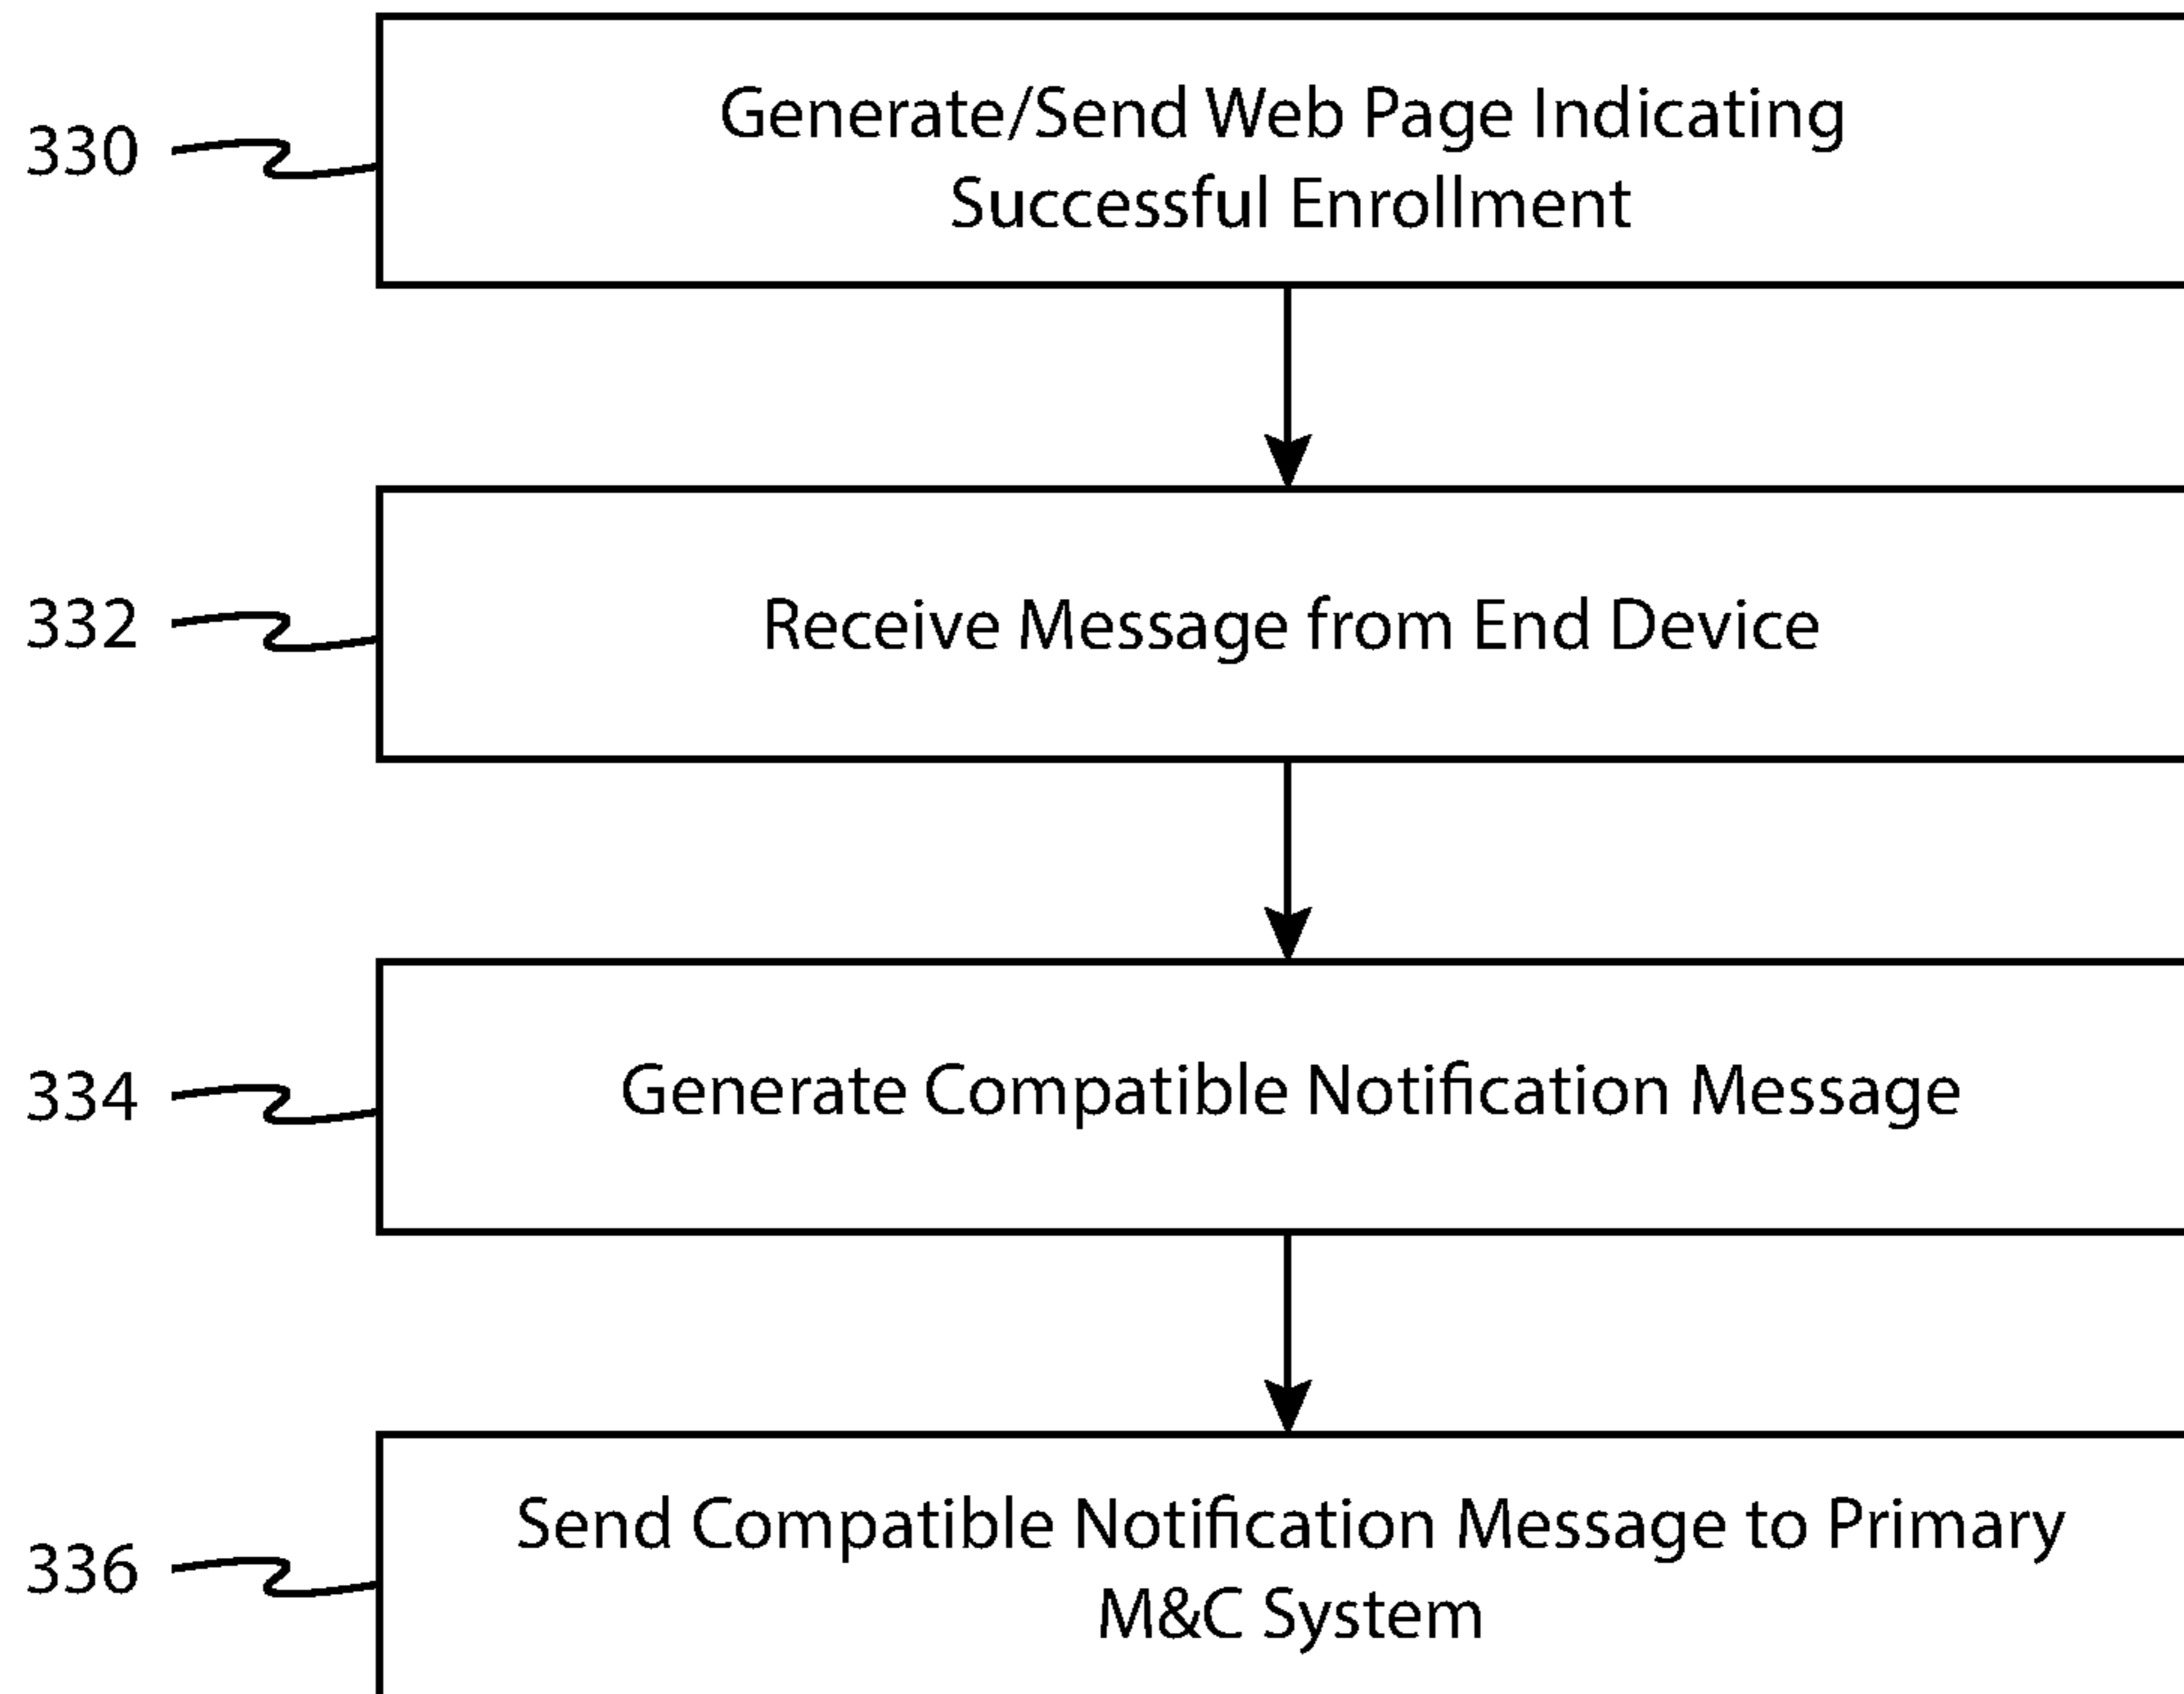 330
Generate/Send Web Page Indicating
Successful Enrollment
332
Receive Message from End Device
334
Generate Compatible Notification Message
336
Send Compatible Notification Message to Primary
M&C System